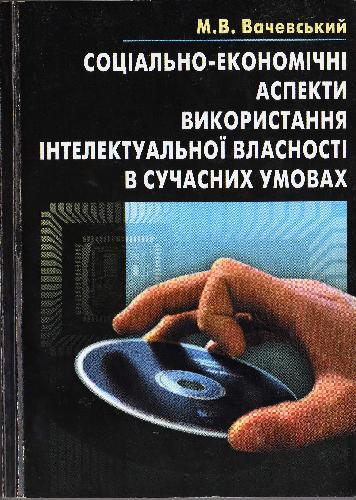 М.В. Вачевський
СОЦІАЛЬНО-ЕКОНОМІЧНІ
АСПЕКТИ
ВИКОРИСТАННЯ
ІНТЕЛЕКТУАЛЬНОЇ ВЛАСНОСТІ
В СУЧАСНИХ УМОВАХ